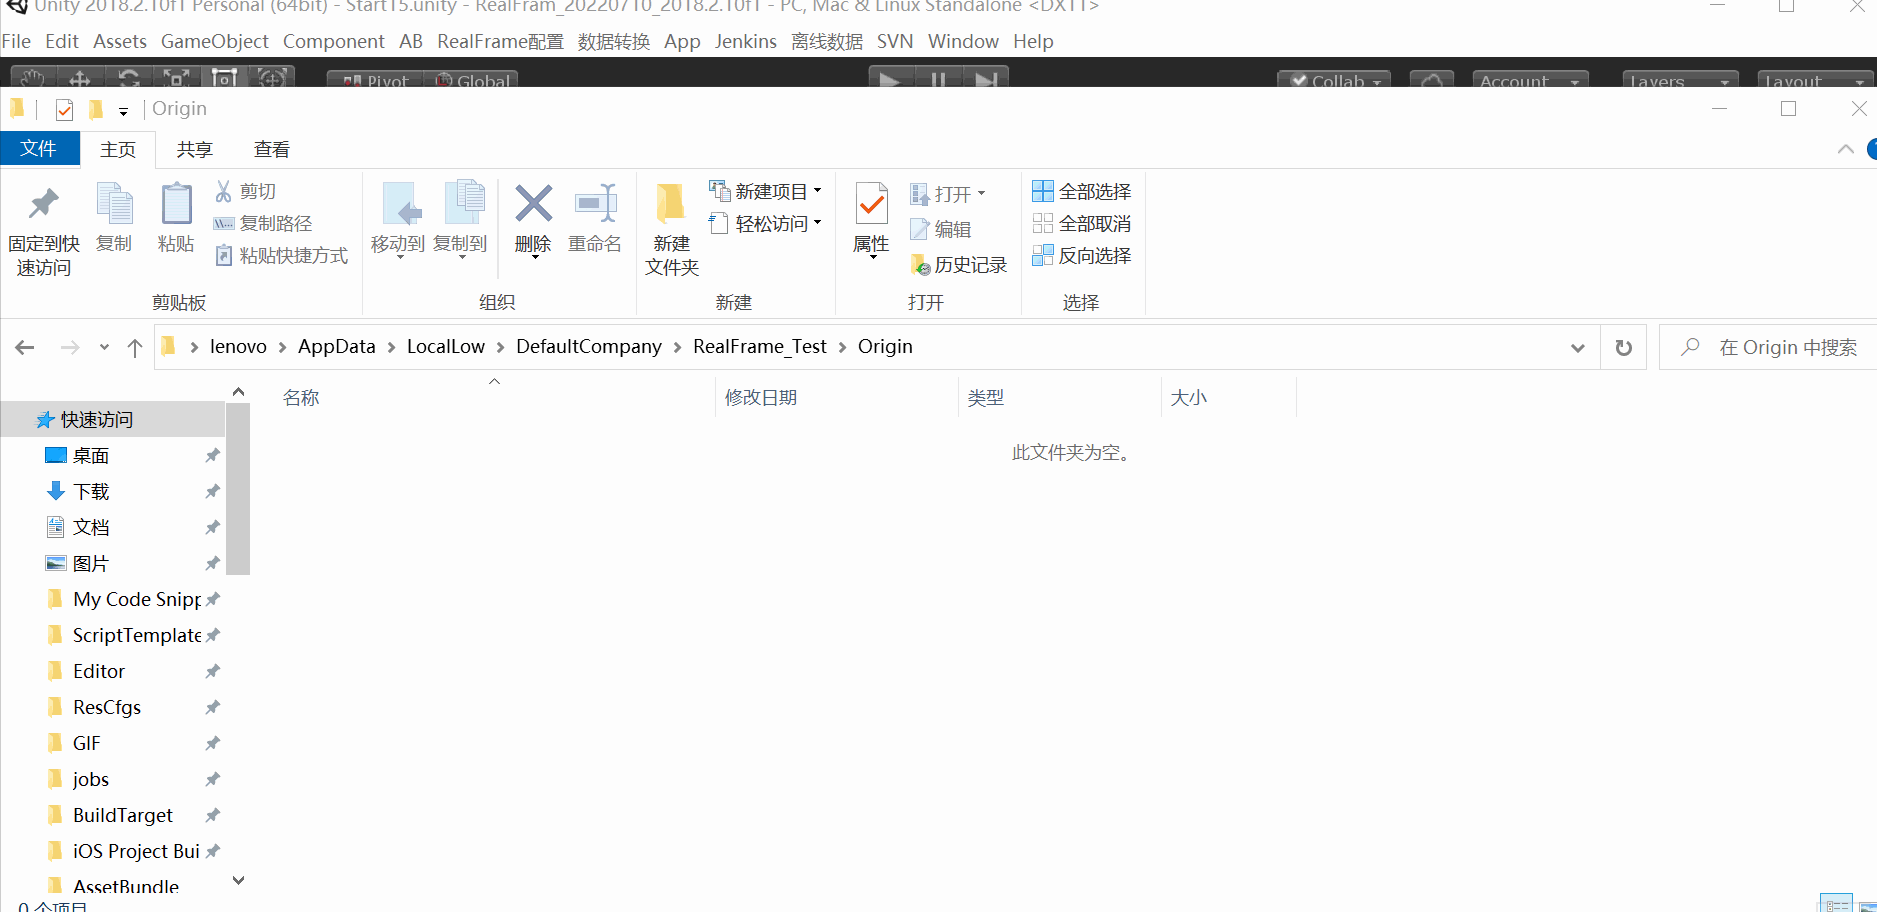 Unity 2018.2.10f1 Personal (64bit) - Start15.unity - RealFram_20220710_2018.2.10f1 - PC, Mac & Linux Standalone <DX11>
File Edit Assets GameObject Component AB RealFrame配置 数据转换 App Jenkins 离线数据 SVN Window Help
Pivot Global Collab Account Layers Layout
Origin
文件 主页 共享 查看
固定到快速访问
复制
粘贴
剪切
复制路径
粘贴快捷方式
移动到
复制到
删除
重命名
新建
文件夹
新建项目
轻松访问
属性
打开
编辑
历史记录
全部选择
全部取消
反向选择
剪贴板 组织 新建 打开 选择
lenovo AppData LocalLow DefaultCompany RealFrame_Test Origin
在 Origin 中搜索
名称 修改日期 类型 大小
此文件夹为空。
快速访问
桌面
下载
文档
图片
My Code Snipp
ScriptTemplate
Editor
ResCfgs
GIF
jobs
BuildTarget
iOS Project Bui
AssetBundle
0 个项目